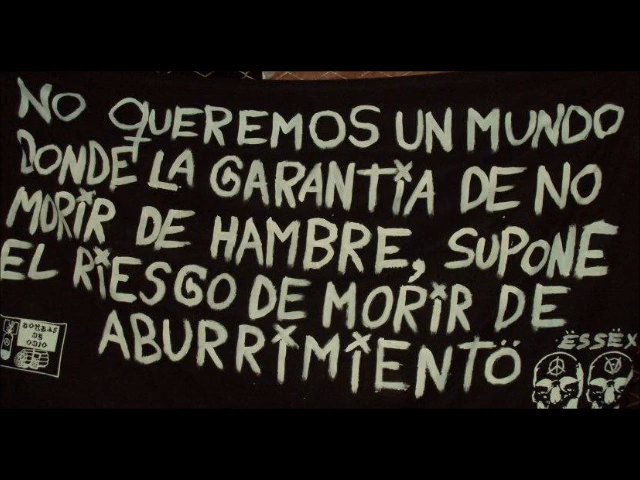 NO QUEREMOS UN MUNDO
DONDE LA GARANTIA DE NO
MORIR DE HAMBRE, SUPONE
EL RIESGO DE MORIR DE
ABURRIMIENTÖ
BOMBAS
DE
ODIO
ËSSËX